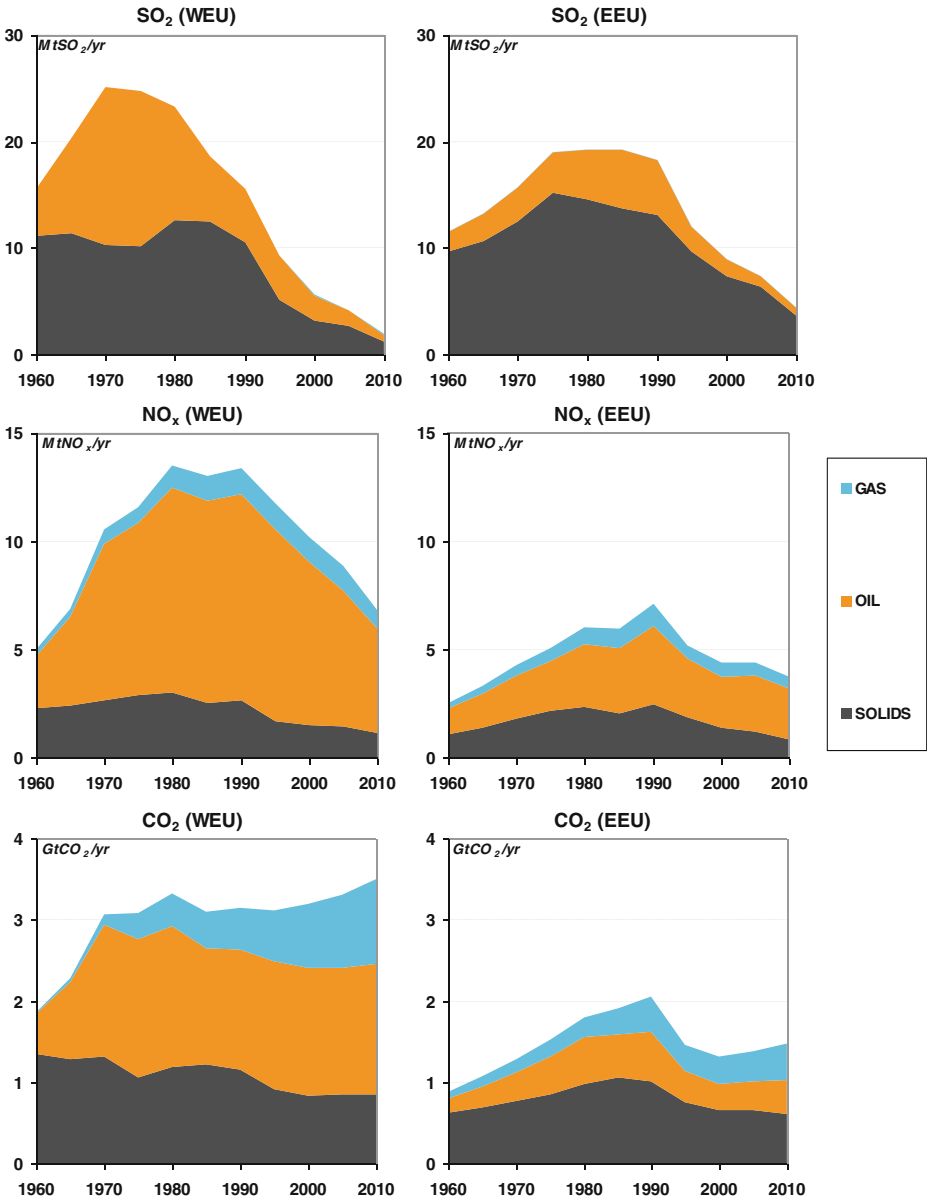 SO₂ (WEU)
MtSO₂/yr
30
20
10
0
1960 1970 1980 1990 2000 2010
SO₂ (EEU)
MtSO₂/yr
30
20
10
0
1960 1970 1980 1990 2000 2010
NOₓ (WEU)
MtNOₓ/yr
15
10
5
0
1960 1970 1980 1990 2000 2010
NOₓ (EEU)
MtNOₓ/yr
15
10
5
0
1960 1970 1980 1990 2000 2010
GAS
OIL
SOLIDS
CO₂ (WEU)
GtCO₂/yr
4
3
2
1
0
1960 1970 1980 1990 2000 2010
CO₂ (EEU)
GtCO₂/yr
4
3
2
1
0
1960 1970 1980 1990 2000 2010